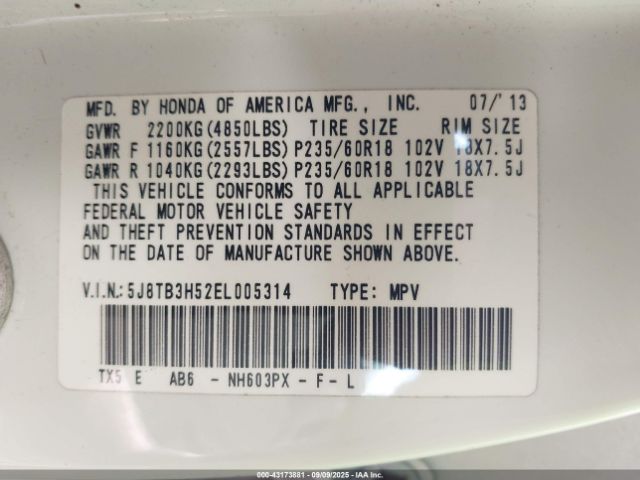 MFD. BY HONDA OF AMERICA MFG., INC. 07/'13
GVWR 2200KG(4850LBS) TIRE SIZE RIM SIZE
GAWR F 1160KG(2557LBS) P235/60R18 102V 18X7.5J
GAWR R 1040KG(2293LBS) P235/60R18 102V 18X7.5J
THIS VEHICLE CONFORMS TO ALL APPLICABLE
FEDERAL MOTOR VEHICLE SAFETY
AND THEFT PREVENTION STANDARDS IN EFFECT
ON THE DATE OF MANUFACTURE SHOWN ABOVE.
V.I.N.: 5J8TB3H52EL005314 TYPE: MPV
TX5 E AB6 - NH603PX - F - L
000-43173881 - 09/09/2025 - IAA Inc.